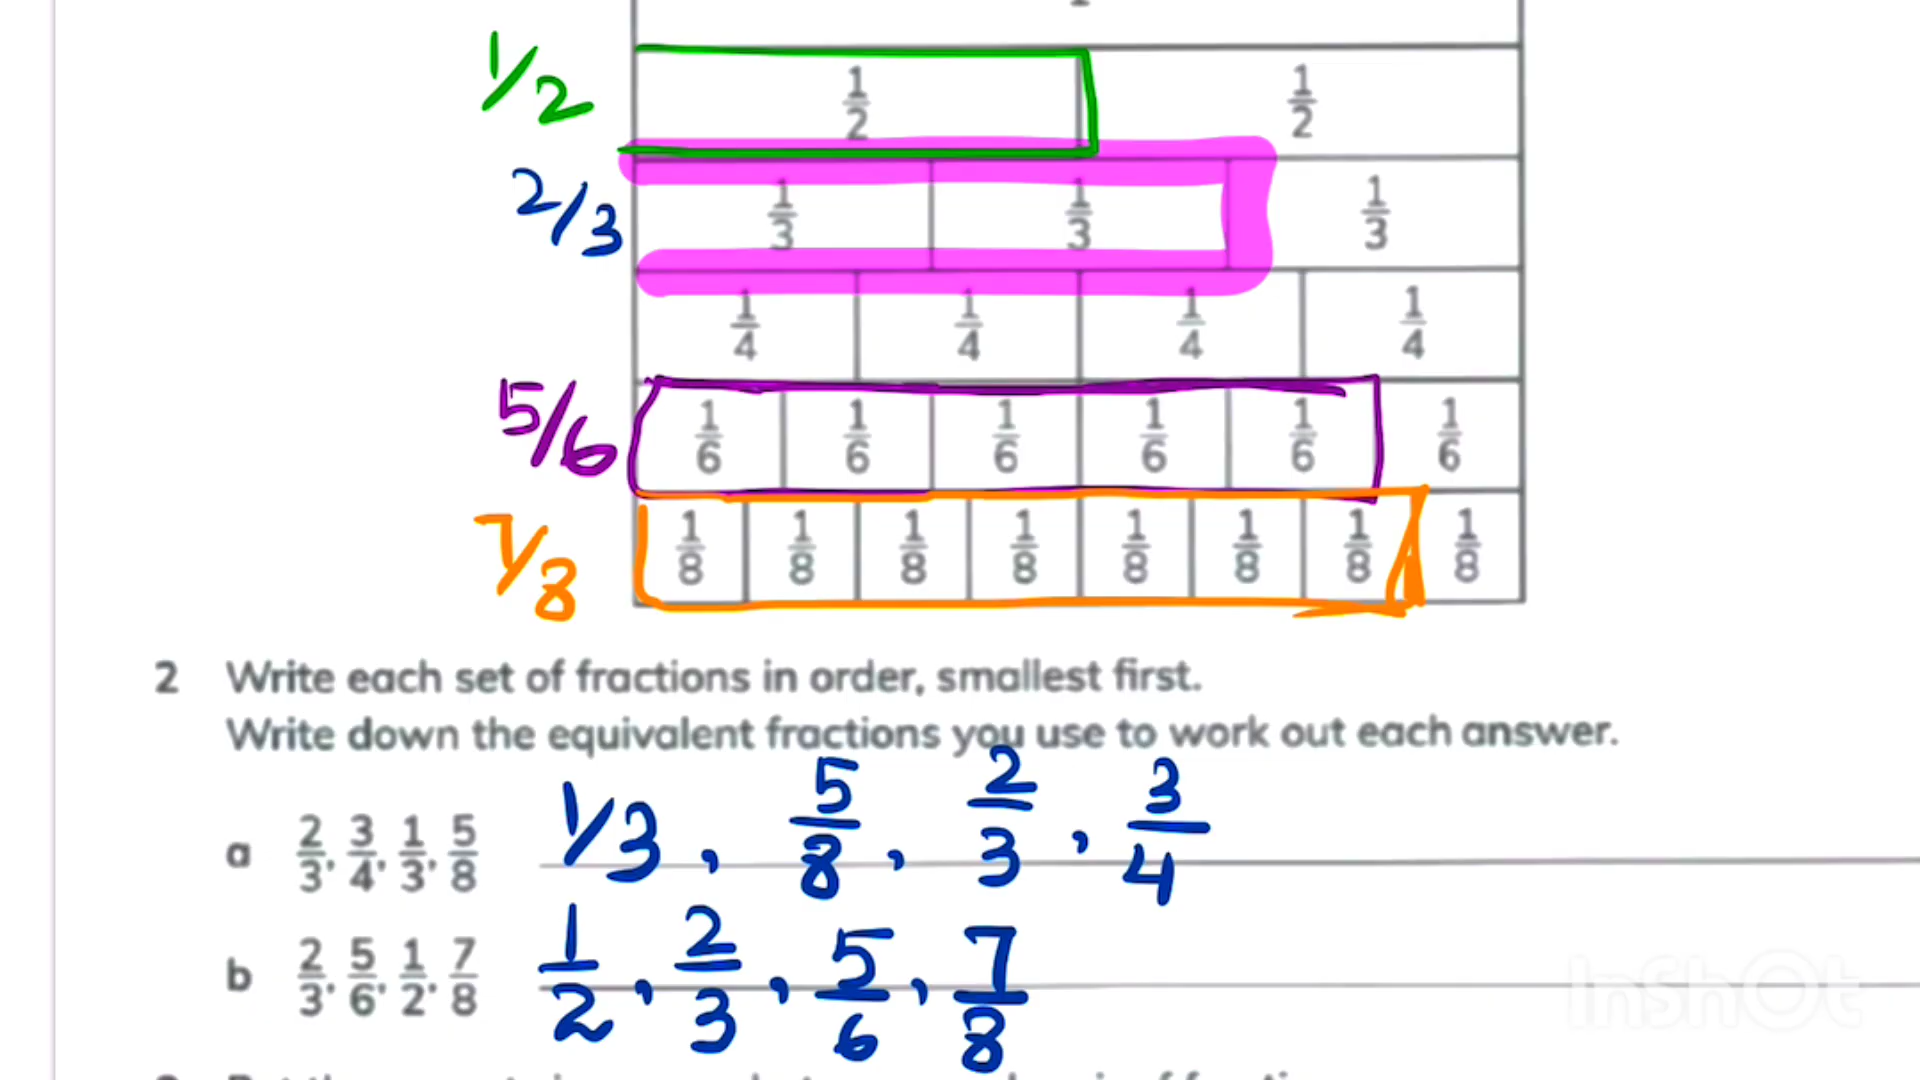 1/2 1/2 1/2
2/3 1/3 1/3 1/3
1/4 1/4 1/4 1/4
5/6 1/6 1/6 1/6 1/6 1/6 1/6
7/8 1/8 1/8 1/8 1/8 1/8 1/8 1/8 1/8
2 Write each set of fractions in order, smallest first.
Write down the equivalent fractions you use to work out each answer.
a 2/3, 3/4, 1/3, 5/8 1/3, 5/8, 2/3, 3/4
b 2/3, 5/6, 1/2, 7/8 1/2, 2/3, 5/6, 7/8
InShOt